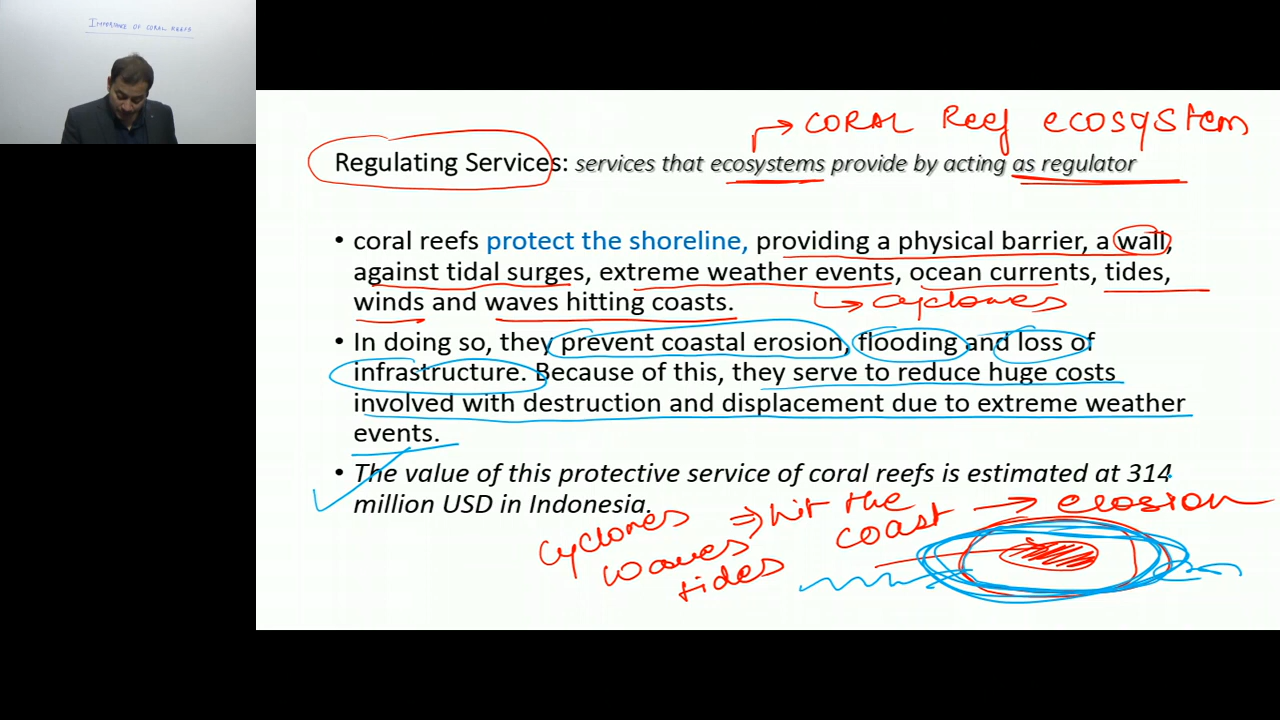 IMPORTANCE OF CORAL REEFS
→ CORAL Reef ecosystem
Regulating Services: services that ecosystems provide by acting as regulator
• coral reefs protect the shoreline, providing a physical barrier, a wall,
against tidal surges, extreme weather events, ocean currents, tides,
winds and waves hitting coasts.
↳ cyclones
• In doing so, they prevent coastal erosion, flooding and loss of
infrastructure. Because of this, they serve to reduce huge costs
involved with destruction and displacement due to extreme weather
events.
• The value of this protective service of coral reefs is estimated at 314
million USD in Indonesia.
cyclones ⇒ hit the
waves coast → erosion
tides